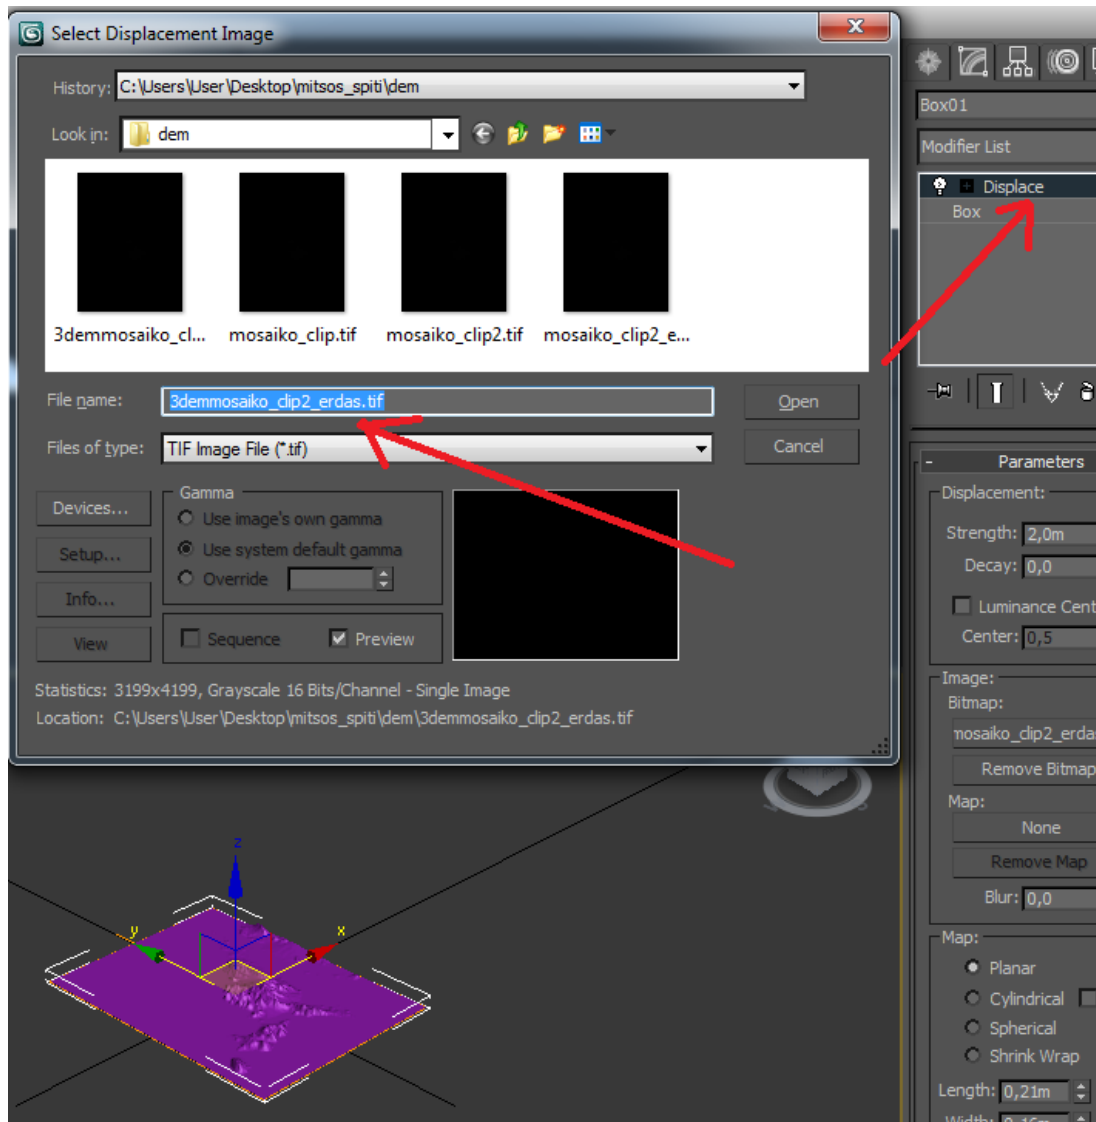 Select Displacement Image
History: C:\Users\User\Desktop\mitsos_spiti\dem
Look in: dem
3demmosaiko_cl... mosaiko_clip.tif mosaiko_clip2.tif mosaiko_clip2_e...
File name: 3demmosaiko_clip2_erdas.tif
Open
Files of type: TIF Image File (*.tif)
Cancel
Devices...
Setup...
Info...
View
Gamma
Use image's own gamma
Use system default gamma
Override
Sequence Preview
Statistics: 3199x4199, Grayscale 16 Bits/Channel - Single Image
Location: C:\Users\User\Desktop\mitsos_spiti\dem\3demmosaiko_clip2_erdas.tif
z
y
x
Box01
Modifier List
Displace
Box
- Parameters
Displacement:
Strength: 2,0m
Decay: 0,0
Luminance Cent
Center: 0,5
Image:
Bitmap:
mosaiko_clip2_erdas
Remove Bitmap
Map:
None
Remove Map
Blur: 0,0
Map:
Planar
Cylindrical
Spherical
Shrink Wrap
Length: 0,21m
Width: